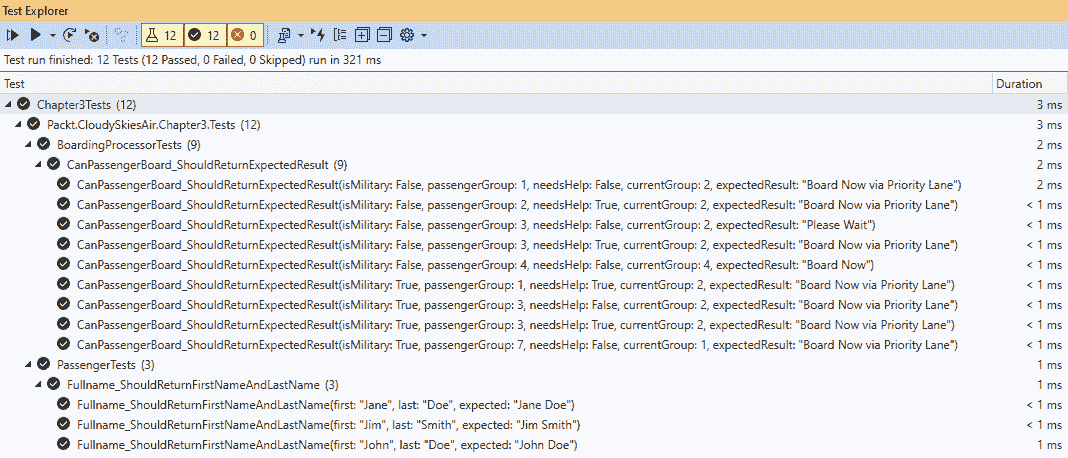 Test Explorer
12 12 0
Test run finished: 12 Tests (12 Passed, 0 Failed, 0 Skipped) run in 321 ms
Test Duration
Chapter3Tests (12) 3 ms
Packt.CloudySkiesAir.Chapter3.Tests (12) 3 ms
BoardingProcessorTests (9) 2 ms
CanPassengerBoard_ShouldReturnExpectedResult (9) 2 ms
CanPassengerBoard_ShouldReturnExpectedResult(isMilitary: False, passengerGroup: 1, needsHelp: False, currentGroup: 2, expectedResult: "Board Now via Priority Lane") 2 ms
CanPassengerBoard_ShouldReturnExpectedResult(isMilitary: False, passengerGroup: 2, needsHelp: True, currentGroup: 2, expectedResult: "Board Now via Priority Lane") < 1 ms
CanPassengerBoard_ShouldReturnExpectedResult(isMilitary: False, passengerGroup: 3, needsHelp: False, currentGroup: 2, expectedResult: "Please Wait") < 1 ms
CanPassengerBoard_ShouldReturnExpectedResult(isMilitary: False, passengerGroup: 3, needsHelp: True, currentGroup: 2, expectedResult: "Board Now via Priority Lane") < 1 ms
CanPassengerBoard_ShouldReturnExpectedResult(isMilitary: False, passengerGroup: 4, needsHelp: False, currentGroup: 4, expectedResult: "Board Now") < 1 ms
CanPassengerBoard_ShouldReturnExpectedResult(isMilitary: True, passengerGroup: 1, needsHelp: True, currentGroup: 2, expectedResult: "Board Now via Priority Lane") < 1 ms
CanPassengerBoard_ShouldReturnExpectedResult(isMilitary: True, passengerGroup: 3, needsHelp: False, currentGroup: 2, expectedResult: "Board Now via Priority Lane") < 1 ms
CanPassengerBoard_ShouldReturnExpectedResult(isMilitary: True, passengerGroup: 3, needsHelp: True, currentGroup: 2, expectedResult: "Board Now via Priority Lane") < 1 ms
CanPassengerBoard_ShouldReturnExpectedResult(isMilitary: True, passengerGroup: 7, needsHelp: False, currentGroup: 1, expectedResult: "Board Now via Priority Lane") < 1 ms
PassengerTests (3) 1 ms
Fullname_ShouldReturnFirstNameAndLastName (3) 1 ms
Fullname_ShouldReturnFirstNameAndLastName(first: "Jane", last: "Doe", expected: "Jane Doe") < 1 ms
Fullname_ShouldReturnFirstNameAndLastName(first: "Jim", last: "Smith", expected: "Jim Smith") < 1 ms
Fullname_ShouldReturnFirstNameAndLastName(first: "John", last: "Doe", expected: "John Doe") 1 ms